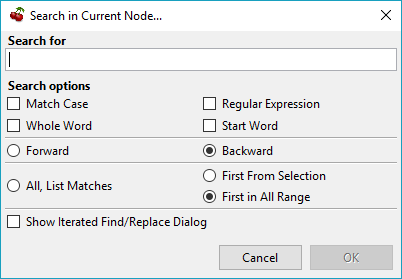 Search in Current Node...
Search for
Search options
Match Case
Regular Expression
Whole Word
Start Word
Forward
Backward
All, List Matches
First From Selection
First in All Range
Show Iterated Find/Replace Dialog
Cancel
OK